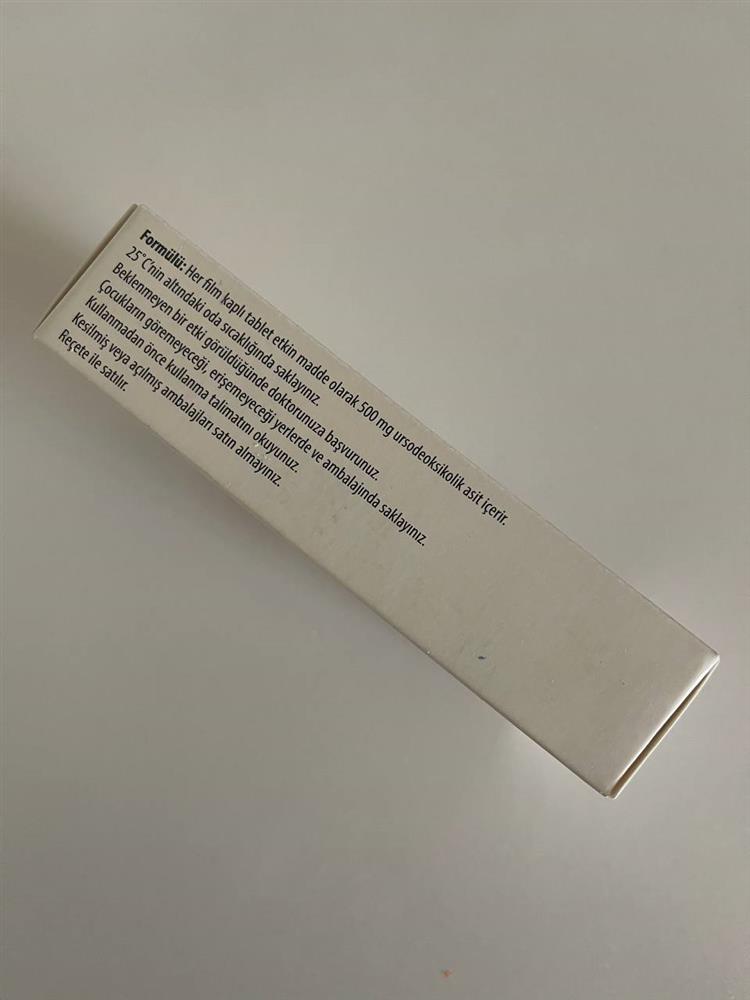 Formülü: Her film kaplı tablet etkin madde olarak 500 mg ursodeoksikolik asit içerir.
25°C'nin altındaki oda sıcaklığında saklayınız.
Beklenmeyen bir etki görüldüğünde doktorunuza başvurunuz.
Çocukların göremeyeceği, erişemeyeceği yerlerde ve ambalajında saklayınız.
Kullanmadan önce kullanma talimatını okuyunuz.
Kesilmiş veya açılmış ambalajları satın almayınız.
Reçete ile satılır.